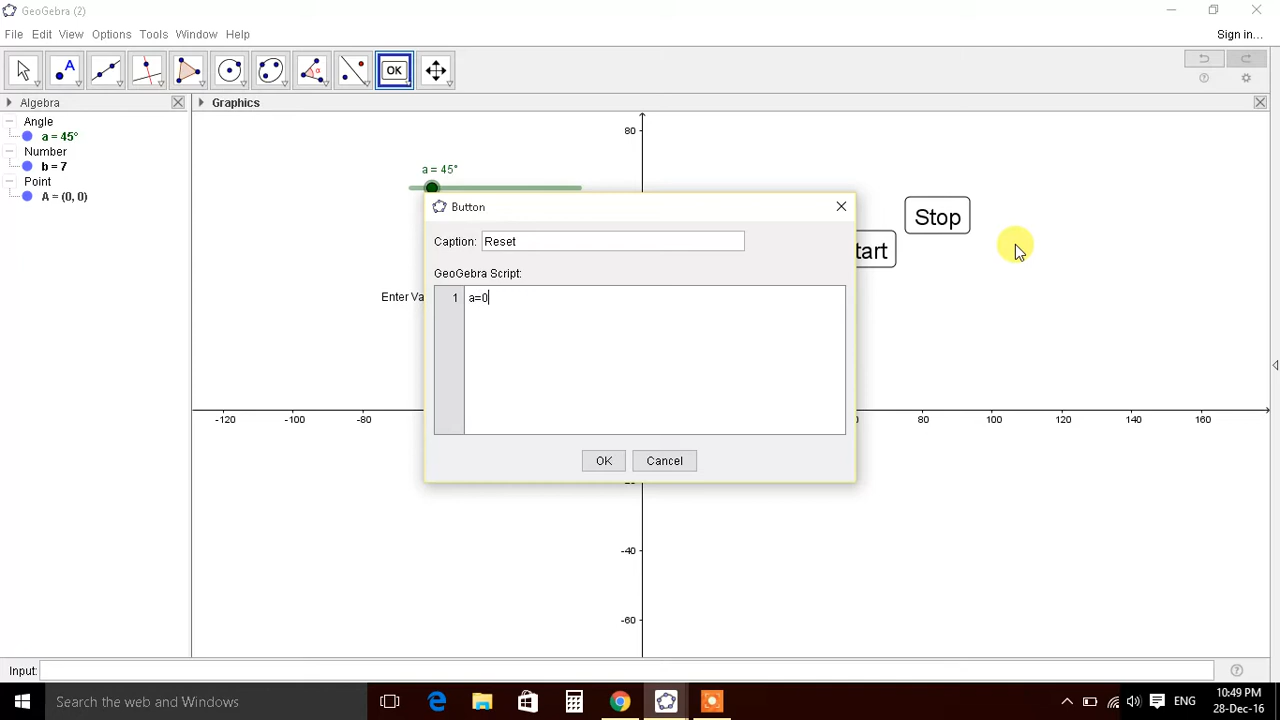 GeoGebra (2)
File Edit View Options Tools Window Help
Sign in...
OK
Algebra
Graphics
Angle
a = 45°
Number
b = 7
Point
A = (0, 0)
80
a = 45°
Stop
tart
Enter Va
Button
Caption: Reset
GeoGebra Script:
1 a=0
OK Cancel
-120 -100 -80 80 100 120 140 160
-40
-60
Input:
Search the web and Windows
ENG
10:49 PM
28-Dec-16